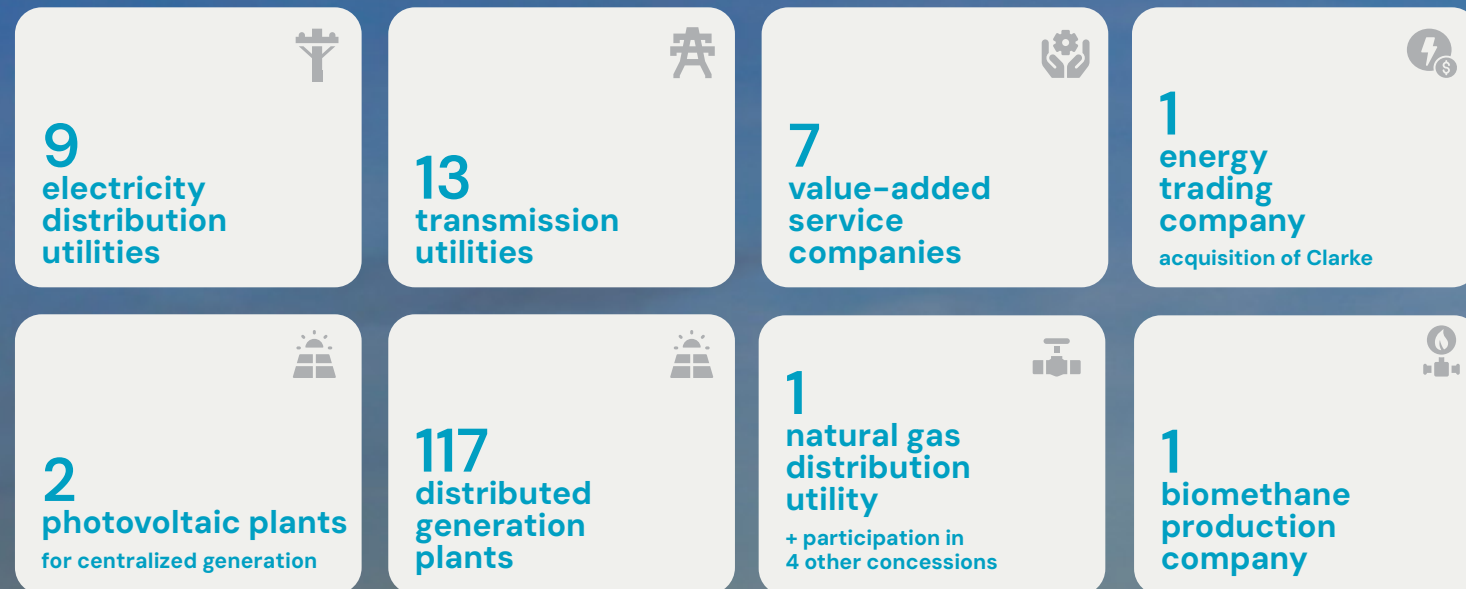 9
electricity
distribution
utilities
13
transmission
utilities
7
value-added
service
companies
1
energy
trading
company
acquisition of Clarke
2
photovoltaic plants
for centralized generation
117
distributed
generation
plants
1
natural gas
distribution
utility
+ participation in
4 other concessions
1
biomethane
production
company